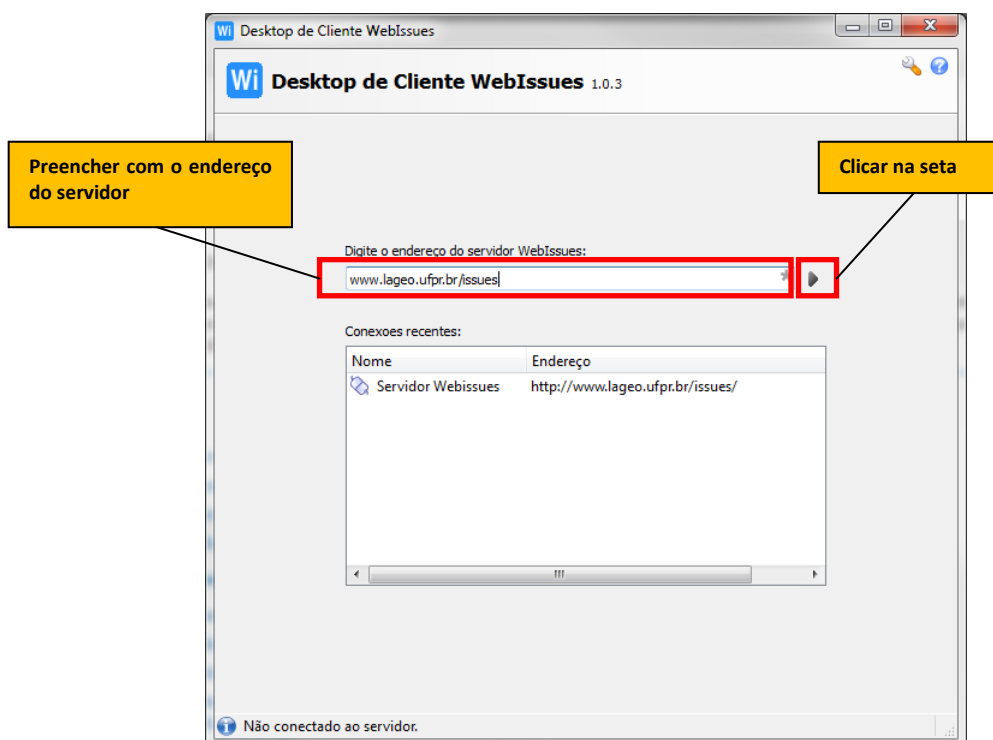 Wi Desktop de Cliente WebIssues
Wi Desktop de Cliente WebIssues 1.0.3
Preencher com o endereço
do servidor
Clicar na seta
Digite o endereço do servidor WebIssues:
www.lageo.ufpr.br/issues
Conexoes recentes:
Nome Endereço
Servidor Webissues http://www.lageo.ufpr.br/issues/
Não conectado ao servidor.